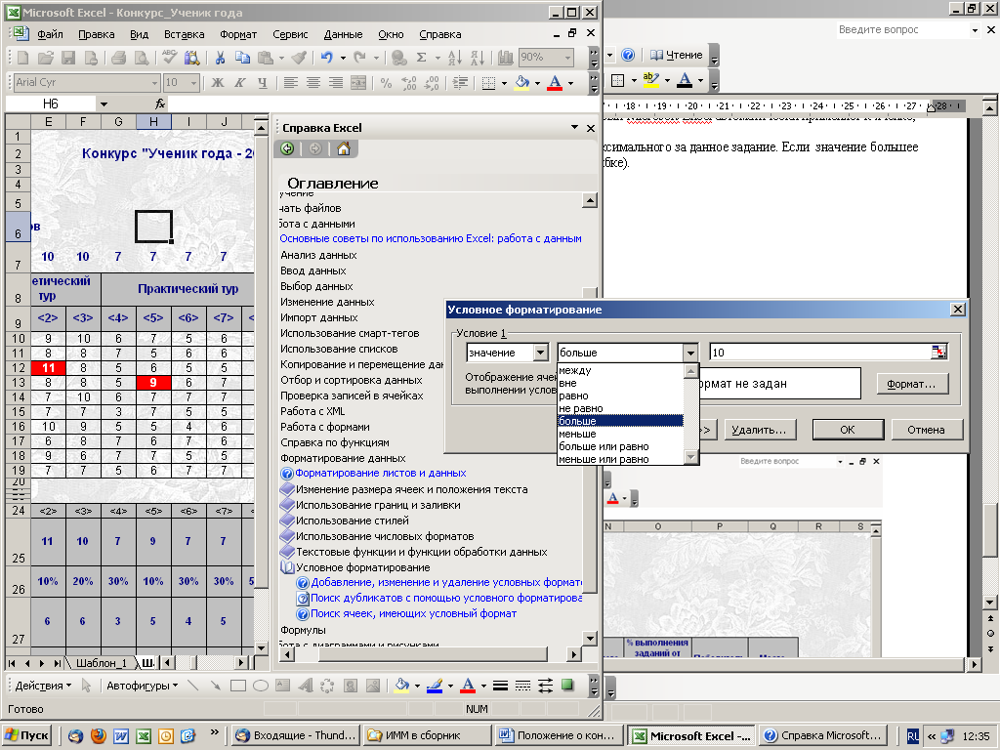 Microsoft Excel - Конкурс_Ученик года
Файл Правка Вид Вставка Формат Сервис Данные Окно Справка
90%
Arial Cyr 10 Ж К Ч
H6 fx
E F G H I J
1
2 Конкурс "Ученик года - 20
3
4
5
6 ов
7 10 10 7 7 7 7
8 етический тур Практический тур
9 <2> <3> <4> <5> <6> <7>
10 9 10 6 7 5 6
11 8 8 7 5 6 6
12 11 8 5 6 5 5
13 8 8 5 9 6 7
14 7 10 6 7 7 7
15 7 7 3 7 5 5
16 10 9 5 5 4 6
17 6 8 7 6 7 6
18 9 6 7 7 5 5
19 7 7 5 6 5 6
20
24 <2> <3> <4> <5> <6> <7>
25 11 10 7 9 7 7
26 10% 20% 30% 10% 30% 30%
27 6 6 3 5 4 5
Шаблон_1
Действия Автофигуры
Готово NUM
Справка Excel
Оглавление
учение
чать файлов
бота с данными
Основные советы по использованию Excel: работа с данным
Анализ данных
Ввод данных
Выбор данных
Изменение данных
Импорт данных
Использование смарт-тегов
Использование списков
Копирование и перемещение дан
Отбор и сортировка данных
Проверка записей в ячейках
Работа с XML
Работа с формами
Справка по функциям
Форматирование данных
Форматирование листов и данных
Изменение размера ячеек и положения текста
Использование границ и заливки
Использование стилей
Использование числовых форматов
Текстовые функции и функции обработки данных
Условное форматирование
Добавление, изменение и удаление условных формато
Поиск дубликатов с помощью условного форматирова
Поиск ячеек, имеющих условный формат
Формулы
бота с диаграммами и рисунками
Введите вопрос
Чтение
18 19 20 21 22 23 24 25 26 27 28
ксимального за данное задание. Если значение большее
бке).
Условное форматирование
Условие 1
значение больше 10
Отображение яче
выполнении услов
ормат не задан
Формат...
между
вне
равно
не равно
больше
меньше
больше или равно
меньше или равно
>> Удалить... ОК Отмена
Введите вопрос
N O P Q R S
% выполнения
заданий от
Пуск Входящие - Thund... ИММ в сборник Положение о кон... Microsoft Excel -... Справка Microsoft... RL « 12:35